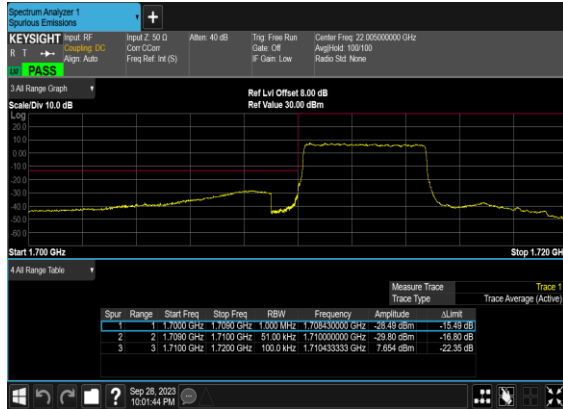 Spectrum Analyzer 1
Spurious Emissions
+
KEYSIGHT Input: RF Input Z: 50 Ω Atten: 40 dB Trig: Free Run Center Freq: 22.005000000 GHz
R T Coupling: DC Corr CCorr Gate: Off Avg|Hold: 100/100
Align: Auto Freq Ref: Int (S) IF Gain: Low Radio Std: None
PASS
3 All Range Graph Ref Lvl Offset 8.00 dB
Scale/Div 10.0 dB Ref Value 30.00 dBm
Log
20.0
10.0
0.00
-10.0
-20.0
-30.0
-40.0
-50.0
-60.0
Start 1.700 GHz Stop 1.720 GH
4 All Range Table
Measure Trace Trace 1
Trace Type Trace Average (Active)
Spur Range Start Freq Stop Freq RBW Frequency Amplitude ΔLimit
1 1 1.7000 GHz 1.7090 GHz 1.000 MHz 1.708430000 GHz -28.49 dBm -15.49 dB
2 2 1.7090 GHz 1.7100 GHz 51.00 kHz 1.710000000 GHz -29.80 dBm -16.80 dB
3 3 1.7100 GHz 1.7200 GHz 100.0 kHz 1.710433333 GHz 7.654 dBm -22.35 dB
? Sep 28, 2023
10:01:44 PM